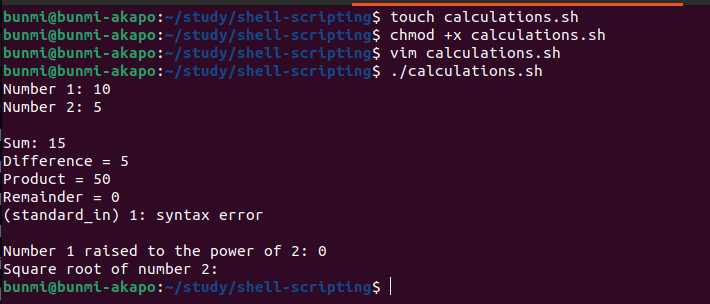 bunmi@bunmi-akapo:~/study/shell-scripting$ touch calculations.sh
bunmi@bunmi-akapo:~/study/shell-scripting$ chmod +x calculations.sh
bunmi@bunmi-akapo:~/study/shell-scripting$ vim calculations.sh
bunmi@bunmi-akapo:~/study/shell-scripting$ ./calculations.sh
Number 1: 10
Number 2: 5
Sum: 15
Difference = 5
Product = 50
Remainder = 0
(standard_in) 1: syntax error
Number 1 raised to the power of 2: 0
Square root of number 2:
bunmi@bunmi-akapo:~/study/shell-scripting$